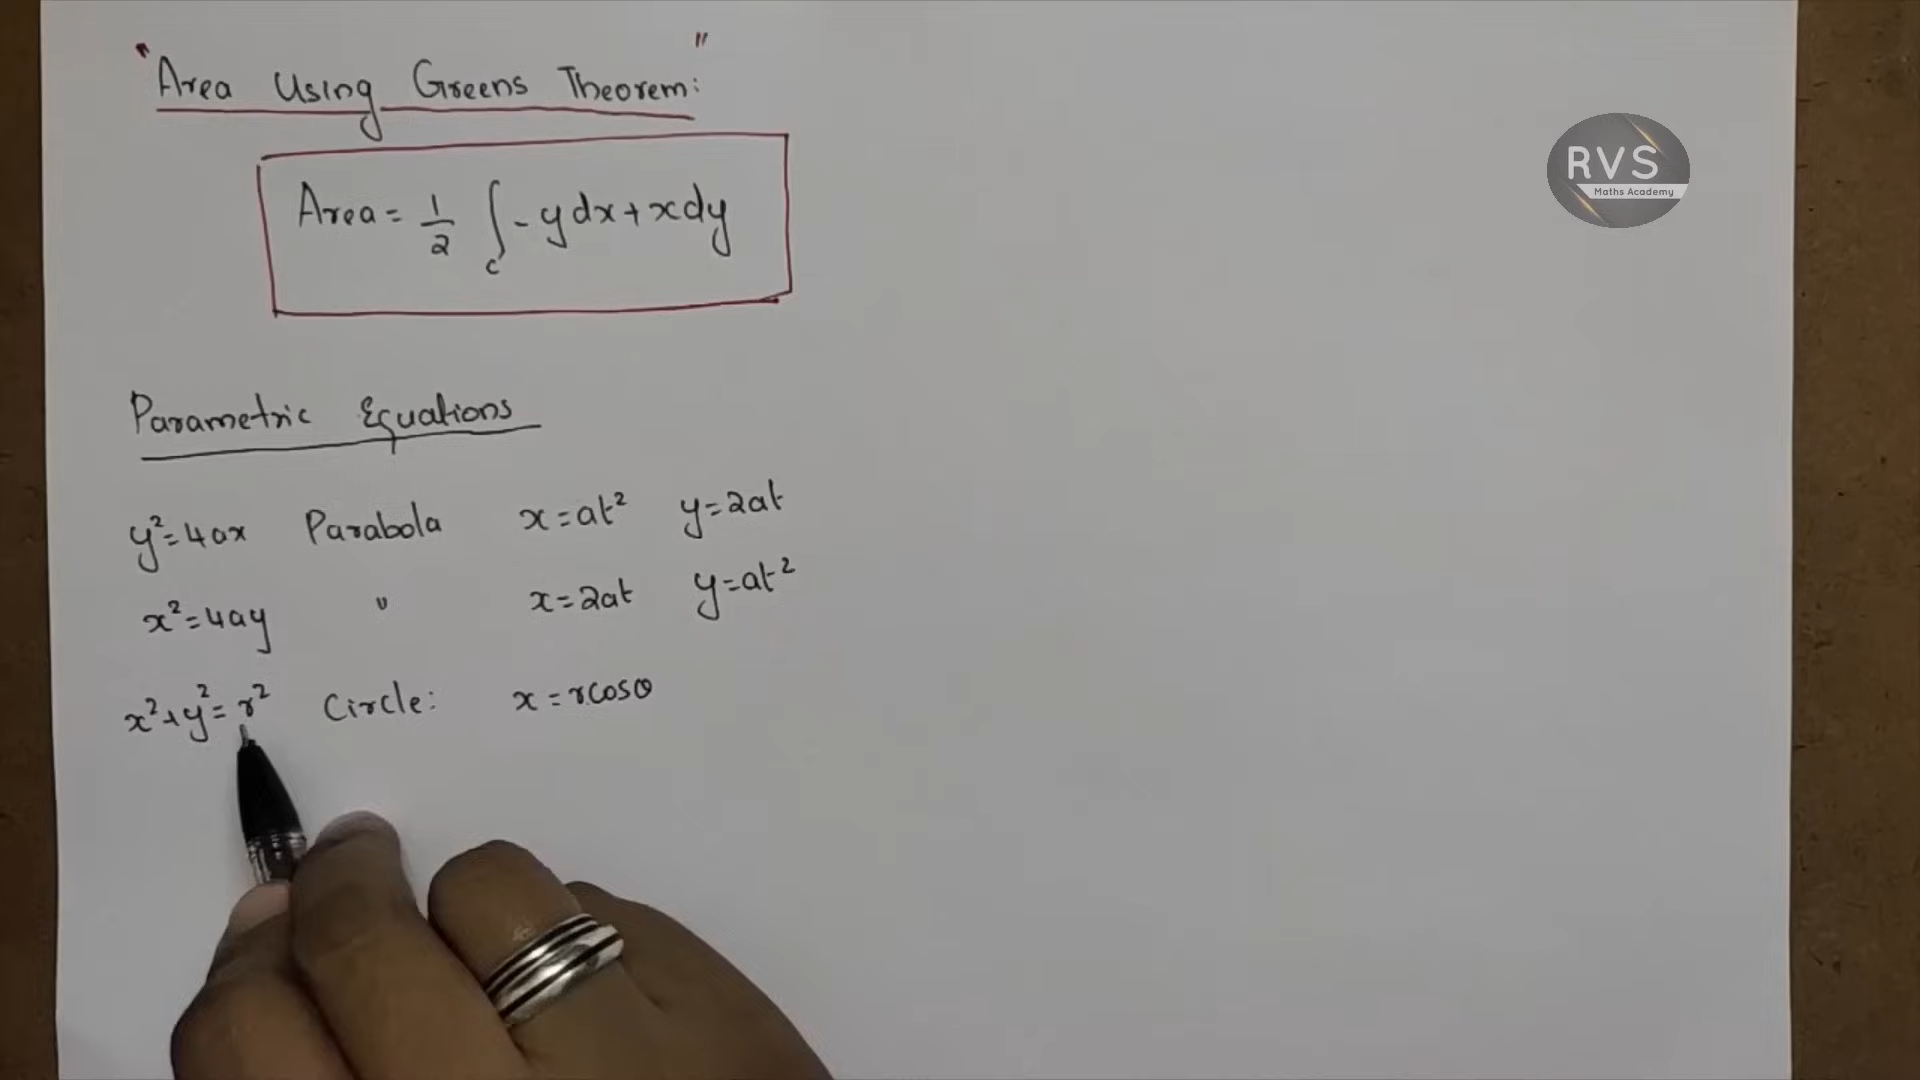 "Area Using Greens Theorem:"
Area = 1/2 ∫c - ydx + xdy
Parametric Equations
y² = 4ax Parabola x = at² y = 2at
x² = 4ay " x = 2at y = at²
x² + y² = r² Circle: x = rcosθ
RVS
Maths Academy